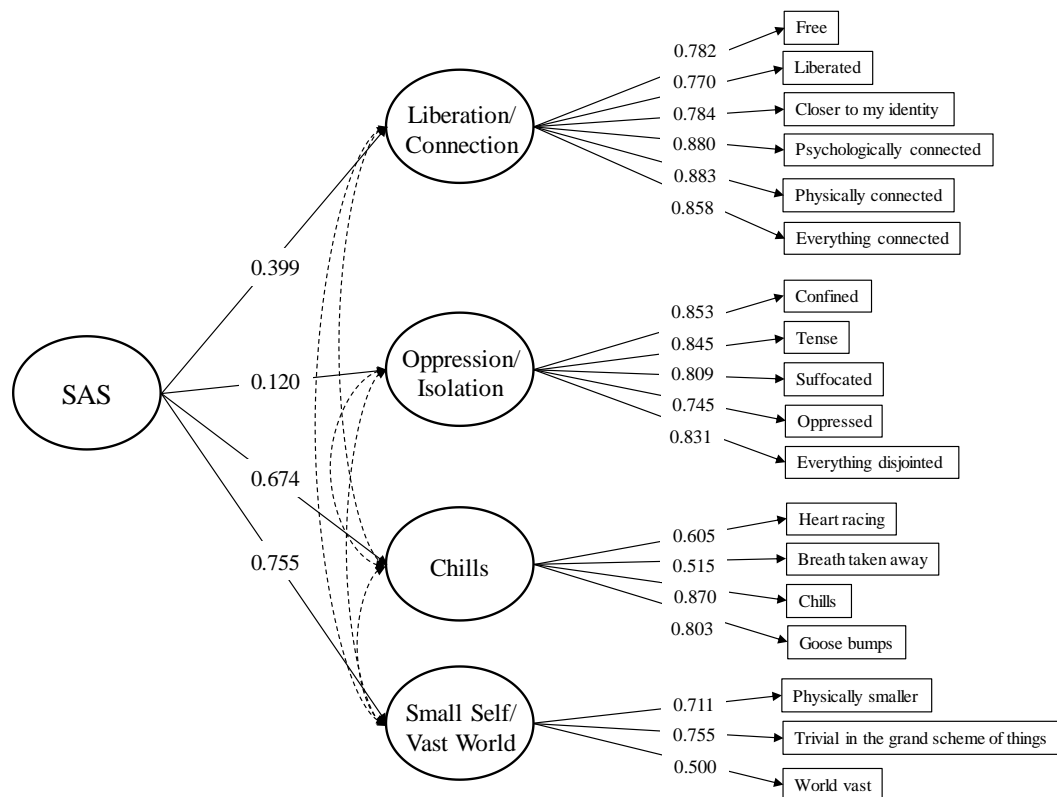 SAS
0.399
0.120
0.674
0.755
Liberation/
Connection
0.782
0.770
0.784
0.880
0.883
0.858
Free
Liberated
Closer to my identity
Psychologically connected
Physically connected
Everything connected
Oppression/
Isolation
0.853
0.845
0.809
0.745
0.831
Confined
Tense
Suffocated
Oppressed
Everything disjointed
Chills
0.605
0.515
0.870
0.803
Heart racing
Breath taken away
Chills
Goose bumps
Small Self/
Vast World
0.711
0.755
0.500
Physically smaller
Trivial in the grand scheme of things
World vast